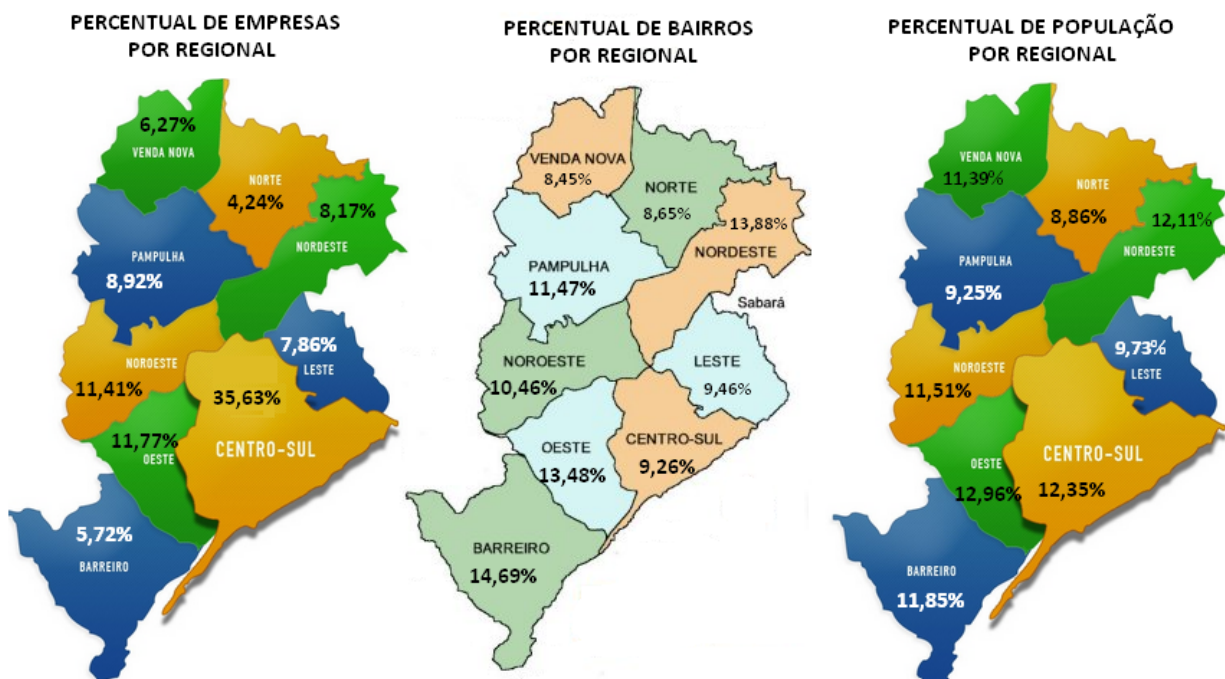 PERCENTUAL DE EMPRESAS
POR REGIONAL
6,27%
VENDA NOVA
NORTE
4,24%
8,17%
NORDESTE
PAMPULHA
8,92%
7,86%
LESTE
NOROESTE
11,41%
35,63%
CENTRO-SUL
11,77%
OESTE
5,72%
BARREIRO
PERCENTUAL DE BAIRROS
POR REGIONAL
VENDA NOVA
8,45%
NORTE
8,65%
13,88%
NORDESTE
PAMPULHA
11,47%
Sabará
NOROESTE
10,46%
LESTE
9,46%
OESTE
13,48%
CENTRO-SUL
9,26%
BARREIRO
14,69%
PERCENTUAL DE POPULAÇÃO
POR REGIONAL
VENDA NOVA
11,39%
NORTE
8,86%
12,11%
NORDESTE
PAMPULHA
9,25%
9,73%
LESTE
NOROESTE
11,51%
CENTRO-SUL
12,35%
OESTE
12,96%
BARREIRO
11,85%